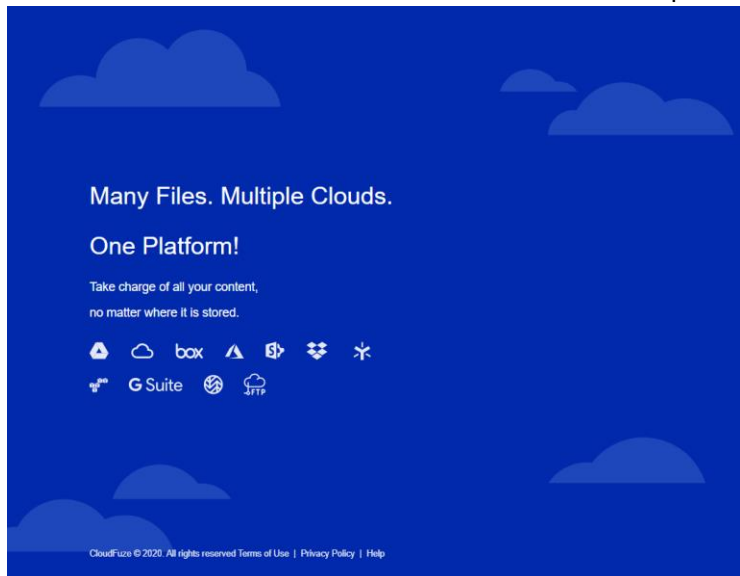 Many Files. Multiple Clouds.
One Platform!
Take charge of all your content,
no matter where it is stored.
box
G Suite
SFTP
CloudFuze © 2020. All rights reserved Terms of Use | Privacy Policy | Help